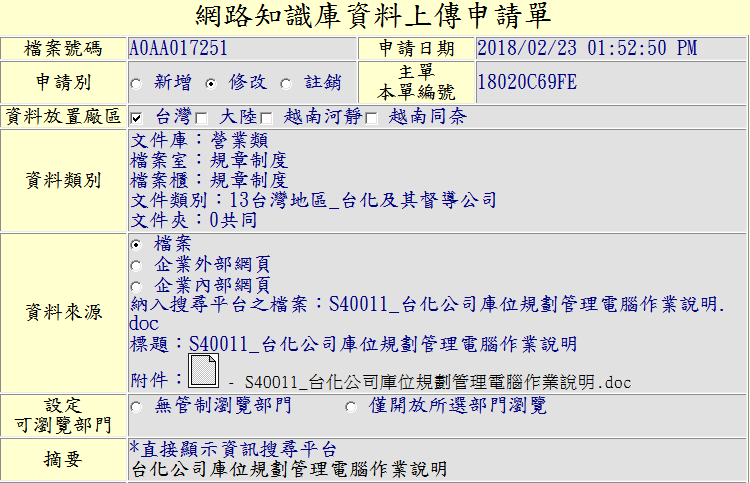 網路知識庫資料上傳申請單
檔案號碼 A0AA017251 申請日期 2018/02/23 01:52:50 PM
申請別 新增 修改 註銷 主單 本單編號 18020C69FE
資料放置廠區 台灣 大陸 越南河靜 越南同奈
資料類別
文件庫：營業類
檔案室：規章制度
檔案櫃：規章制度
文件類別：13台灣地區_台化及其督導公司
文件夾：0共同
資料來源
檔案
企業外部網頁
企業內部網頁
納入搜尋平台之檔案：S40011_台化公司庫位規劃管理電腦作業說明.
doc
標題：S40011_台化公司庫位規劃管理電腦作業說明
附件： - S40011_台化公司庫位規劃管理電腦作業說明.doc
設定
可瀏覽部門
無管制瀏覽部門 僅開放所選部門瀏覽
摘要
*直接顯示資訊搜尋平台
台化公司庫位規劃管理電腦作業說明